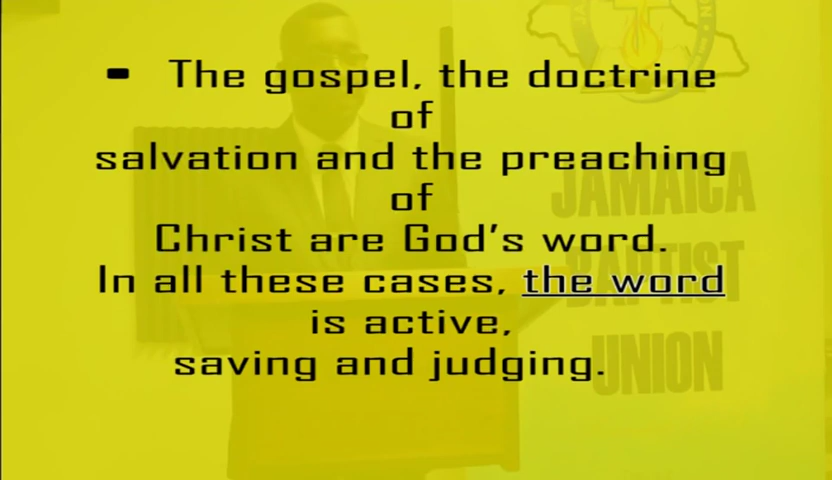 - The gospel, the doctrine
of
salvation and the preaching
of
Christ are God's word.
In all these cases, the word
is active,
saving and judging.
JAMAICA
BAPTIST
UNION